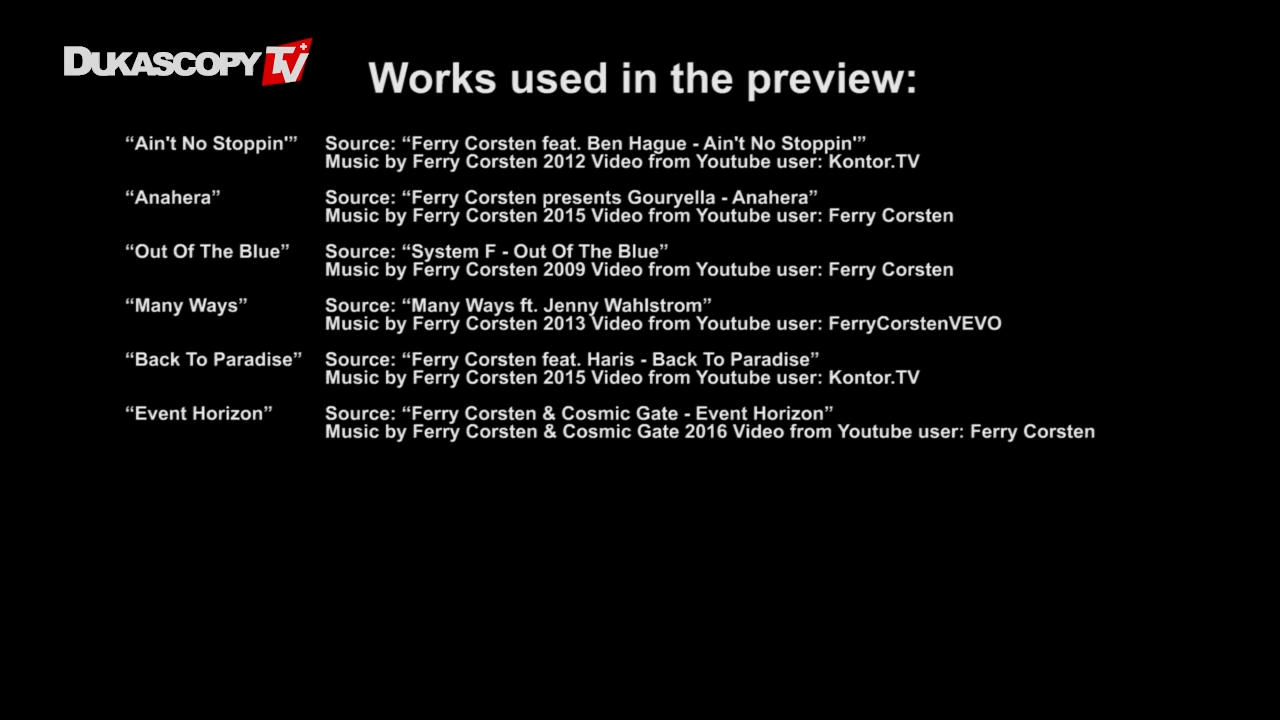 DUKASCOPY TV
Works used in the preview:
“Ain't No Stoppin'” Source: “Ferry Corsten feat. Ben Hague - Ain't No Stoppin'”
Music by Ferry Corsten 2012 Video from Youtube user: Kontor.TV
“Anahera” Source: “Ferry Corsten presents Gouryella - Anahera”
Music by Ferry Corsten 2015 Video from Youtube user: Ferry Corsten
“Out Of The Blue” Source: “System F - Out Of The Blue”
Music by Ferry Corsten 2009 Video from Youtube user: Ferry Corsten
“Many Ways” Source: “Many Ways ft. Jenny Wahlstrom”
Music by Ferry Corsten 2013 Video from Youtube user: FerryCorstenVEVO
“Back To Paradise” Source: “Ferry Corsten feat. Haris - Back To Paradise”
Music by Ferry Corsten 2015 Video from Youtube user: Kontor.TV
“Event Horizon” Source: “Ferry Corsten & Cosmic Gate - Event Horizon”
Music by Ferry Corsten & Cosmic Gate 2016 Video from Youtube user: Ferry Corsten